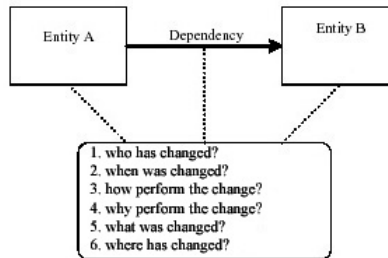 Entity A
Dependency
Entity B
1. who has changed?
2. when was changed?
3. how perform the change?
4. why perform the change?
5. what was changed?
6. where has changed?